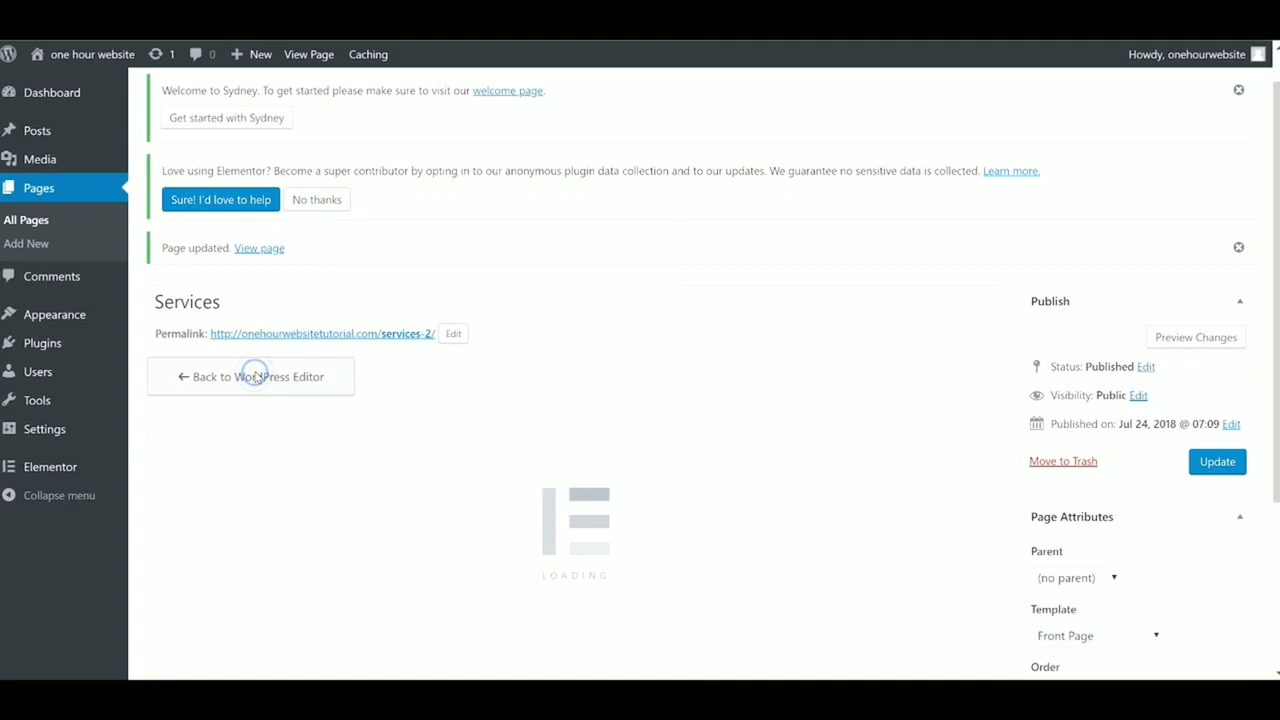 one hour website 1 0 New View Page Caching Howdy, onehourwebsite
Dashboard
Posts
Media
Pages
All Pages
Add New
Comments
Appearance
Plugins
Users
Tools
Settings
Elementor
Collapse menu
Welcome to Sydney. To get started please make sure to visit our welcome page.
Get started with Sydney
Love using Elementor? Become a super contributor by opting in to our anonymous plugin data collection and to our updates. We guarantee no sensitive data is collected. Learn more.
Sure! I'd love to help No thanks
Page updated. View page
Services
Permalink: http://onehourwebsitetutorial.com/services-2/ Edit
← Back to WordPress Editor
LOADING
Publish
Preview Changes
Status: Published Edit
Visibility: Public Edit
Published on: Jul 24, 2018 @ 07:09 Edit
Move to Trash Update
Page Attributes
Parent
(no parent)
Template
Front Page
Order